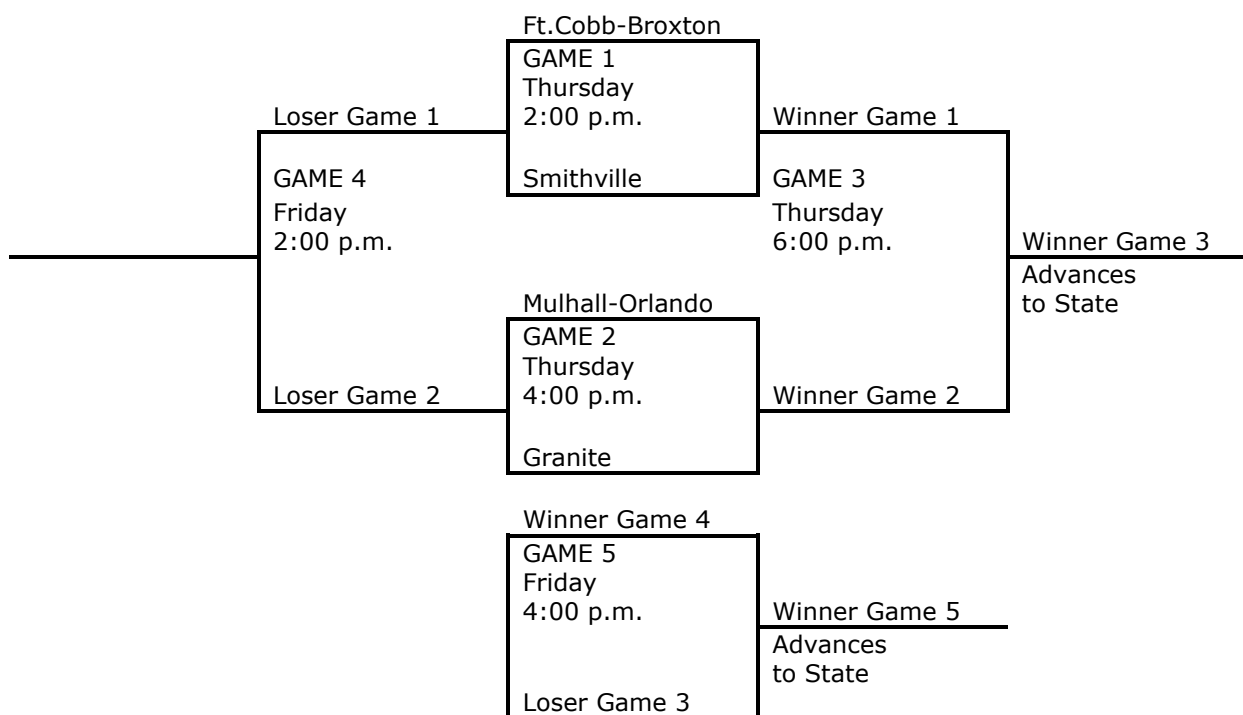 Ft.Cobb-Broxton
GAME 1
Thursday
2:00 p.m.
Loser Game 1
Winner Game 1
Smithville
GAME 4
Friday
2:00 p.m.
GAME 3
Thursday
6:00 p.m.
Winner Game 3
Advances
to State
Mulhall-Orlando
GAME 2
Thursday
4:00 p.m.
Loser Game 2
Winner Game 2
Granite
Winner Game 4
GAME 5
Friday
4:00 p.m.
Winner Game 5
Advances
to State
Loser Game 3